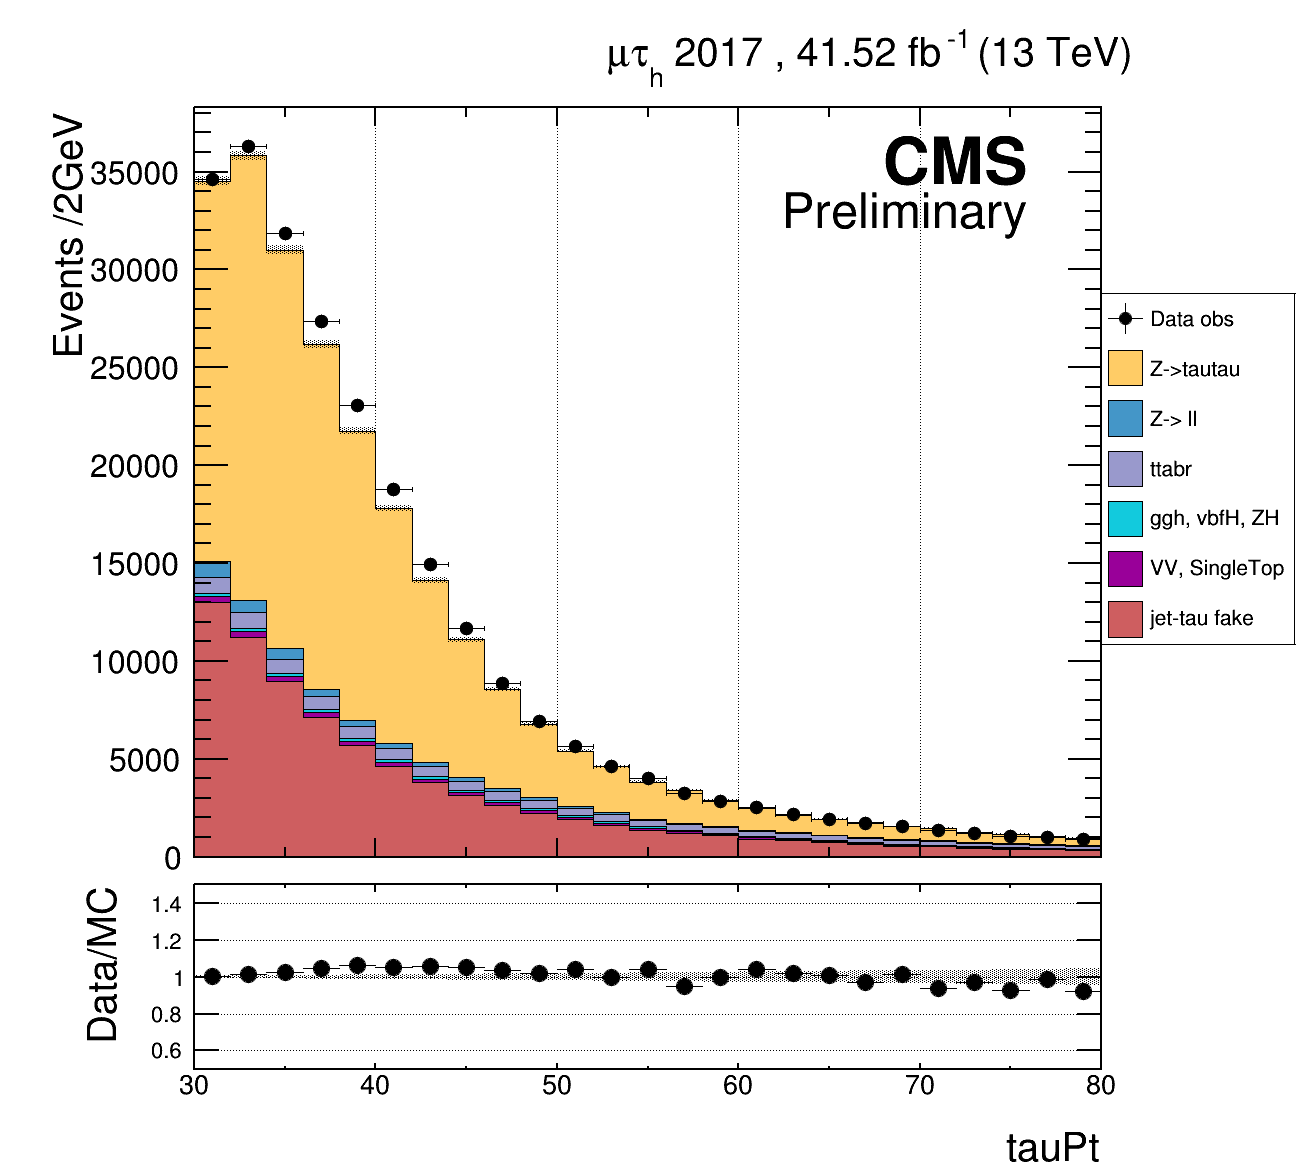 μτh 2017 , 41.52 fb-1 (13 TeV)
CMS
Preliminary
Events /2GeV
35000
30000
25000
20000
15000
10000
5000
0
Data obs
Z->tautau
Z-> ll
ttabr
ggh, vbfH, ZH
VV, SingleTop
jet-tau fake
Data/MC
1.4
1.2
1
0.8
0.6
30 40 50 60 70 80
tauPt